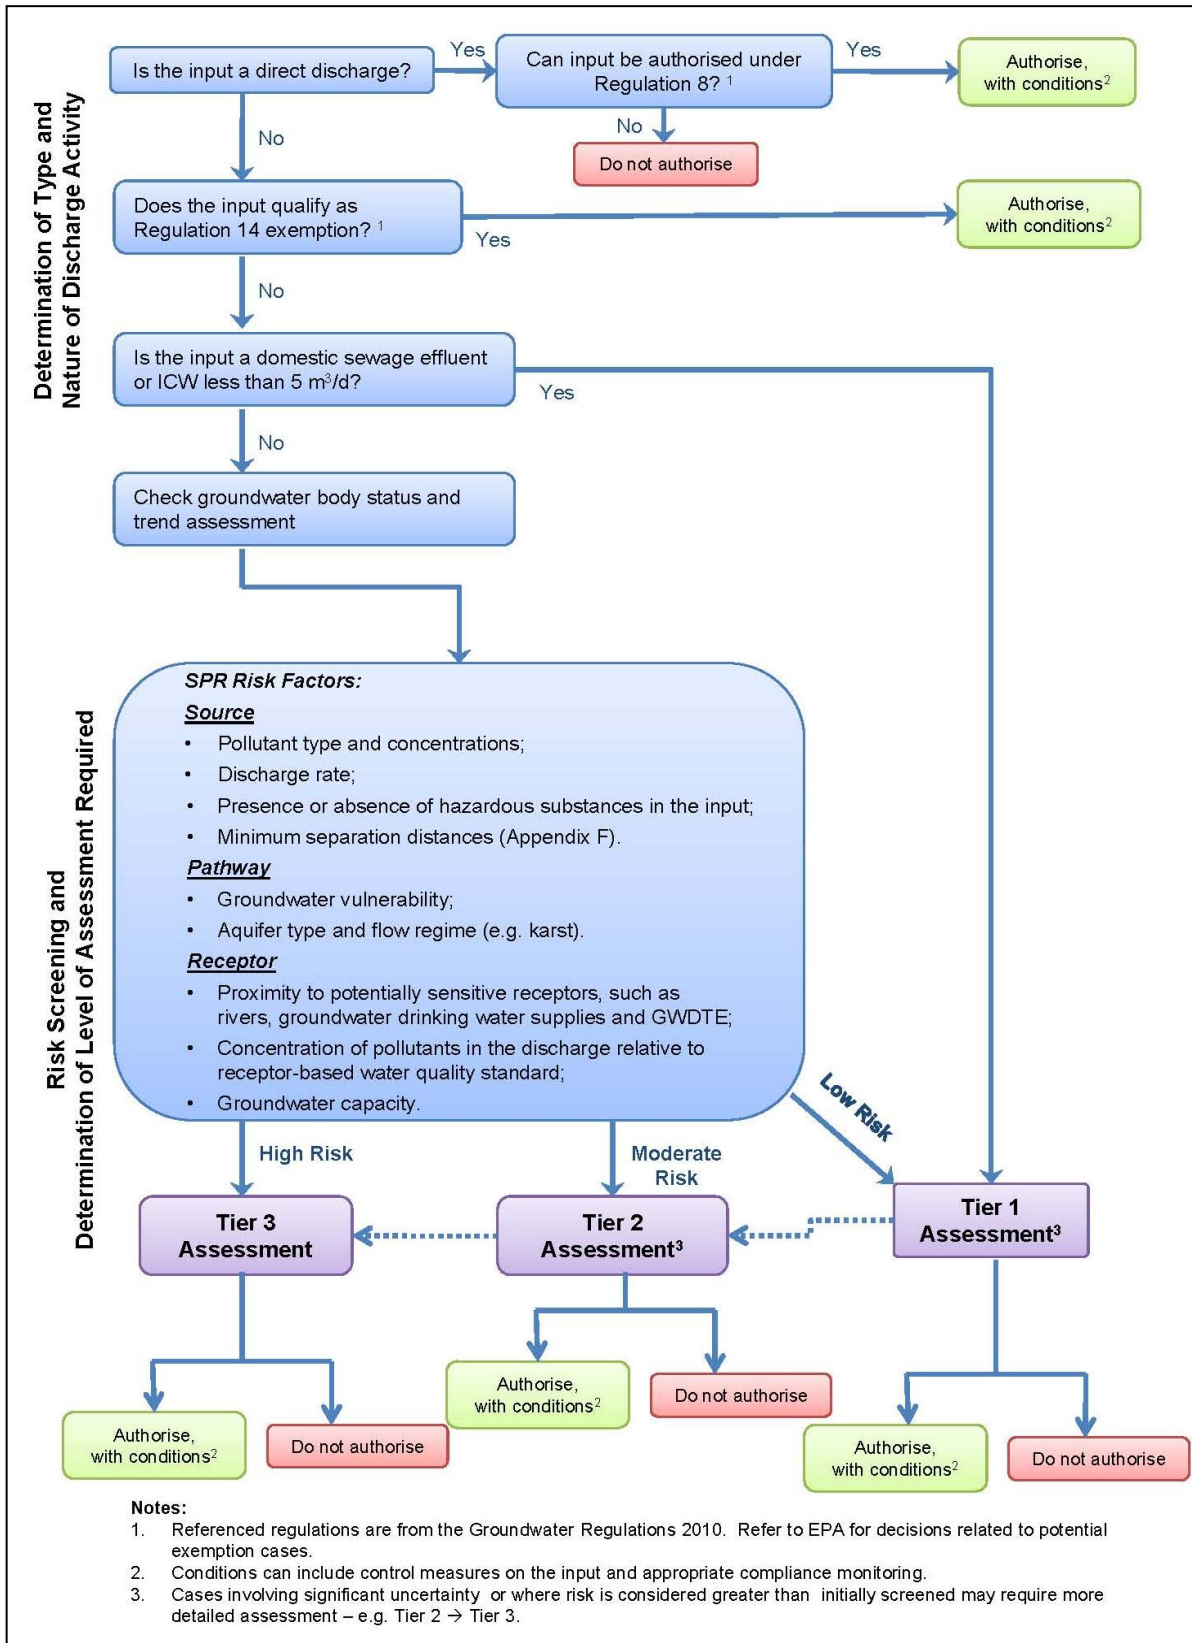 Determination of Type and
Nature of Discharge Activity
Is the input a direct discharge?
Yes
Can input be authorised under
Regulation 8? ¹
Yes
Authorise,
with conditions²
No
No
Do not authorise
Does the input qualify as
Regulation 14 exemption? ¹
Yes
Authorise,
with conditions²
No
Is the input a domestic sewage effluent
or ICW less than 5 m³/d?
Yes
No
Check groundwater body status and
trend assessment
Risk Screening and
Determination of Level of Assessment Required
SPR Risk Factors:
Source
• Pollutant type and concentrations;
• Discharge rate;
• Presence or absence of hazardous substances in the input;
• Minimum separation distances (Appendix F).
Pathway
• Groundwater vulnerability;
• Aquifer type and flow regime (e.g. karst).
Receptor
• Proximity to potentially sensitive receptors, such as
rivers, groundwater drinking water supplies and GWDTE;
• Concentration of pollutants in the discharge relative to
receptor-based water quality standard;
• Groundwater capacity.
High Risk
Moderate
Risk
Low Risk
Tier 3
Assessment
Tier 2
Assessment³
Tier 1
Assessment³
Authorise,
with conditions²
Do not authorise
Authorise,
with conditions²
Do not authorise
Authorise,
with conditions²
Do not authorise
Notes:
1. Referenced regulations are from the Groundwater Regulations 2010. Refer to EPA for decisions related to potential
exemption cases.
2. Conditions can include control measures on the input and appropriate compliance monitoring.
3. Cases involving significant uncertainty or where risk is considered greater than initially screened may require more
detailed assessment – e.g. Tier 2 → Tier 3.